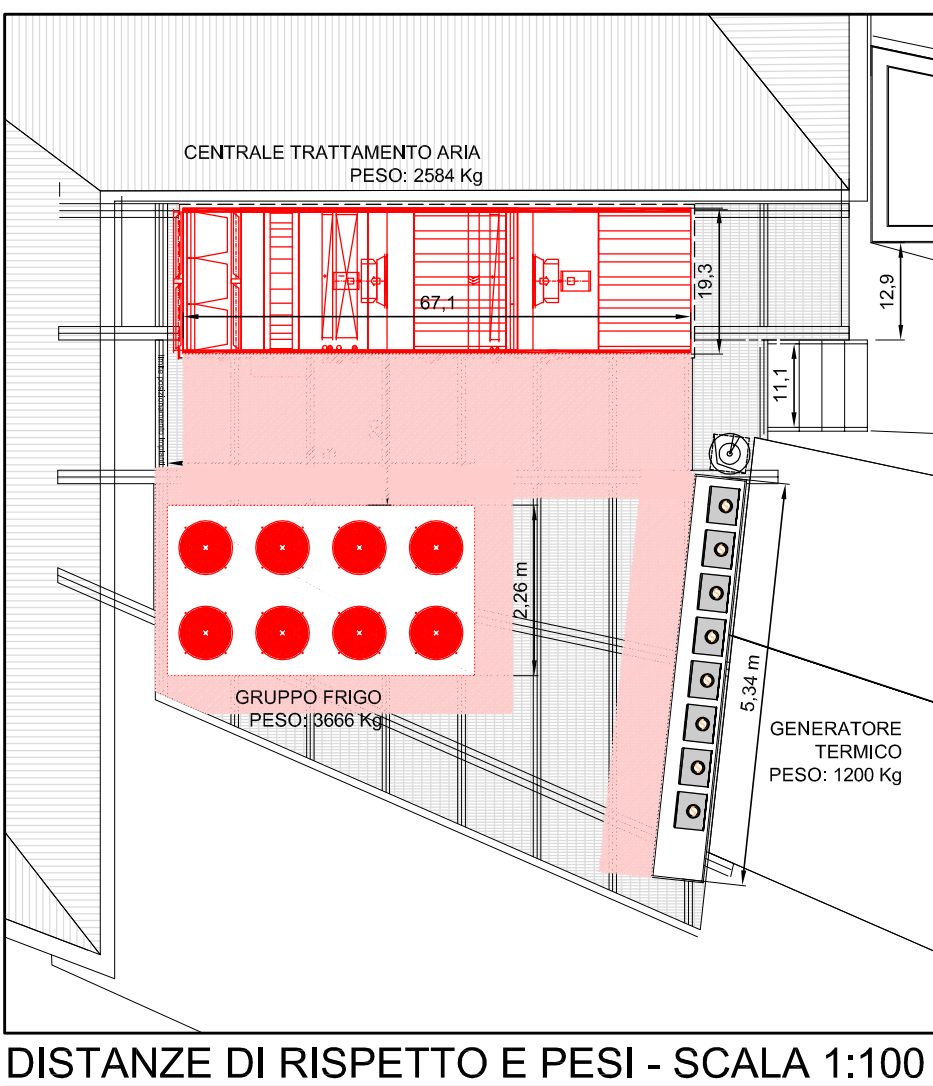 CENTRALE TRATTAMENTO ARIA
PESO: 2584 Kg
67,1
19,3
12,9
11,1
2,26 m
GRUPPO FRIGO
PESO: 3666 Kg
5,34 m
GENERATORE
TERMICO
PESO: 1200 Kg
DISTANZE DI RISPETTO E PESI - SCALA 1:100